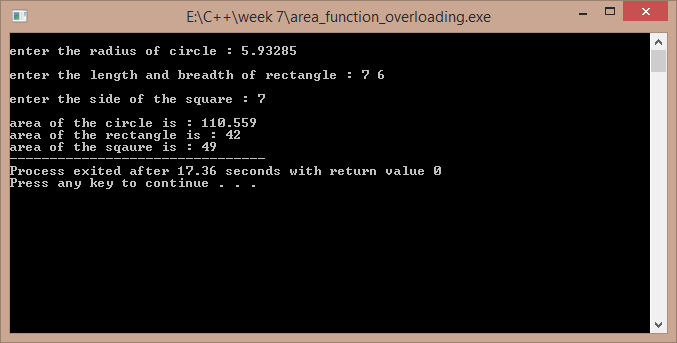 E:\C++\week 7\area_function_overloading.exe
enter the radius of circle : 5.93285
enter the length and breadth of rectangle : 7 6
enter the side of the square : 7
area of the circle is : 110.559
area of the rectangle is : 42
area of the sqaure is : 49
--------------------------------
Process exited after 17.36 seconds with return value 0
Press any key to continue . . .